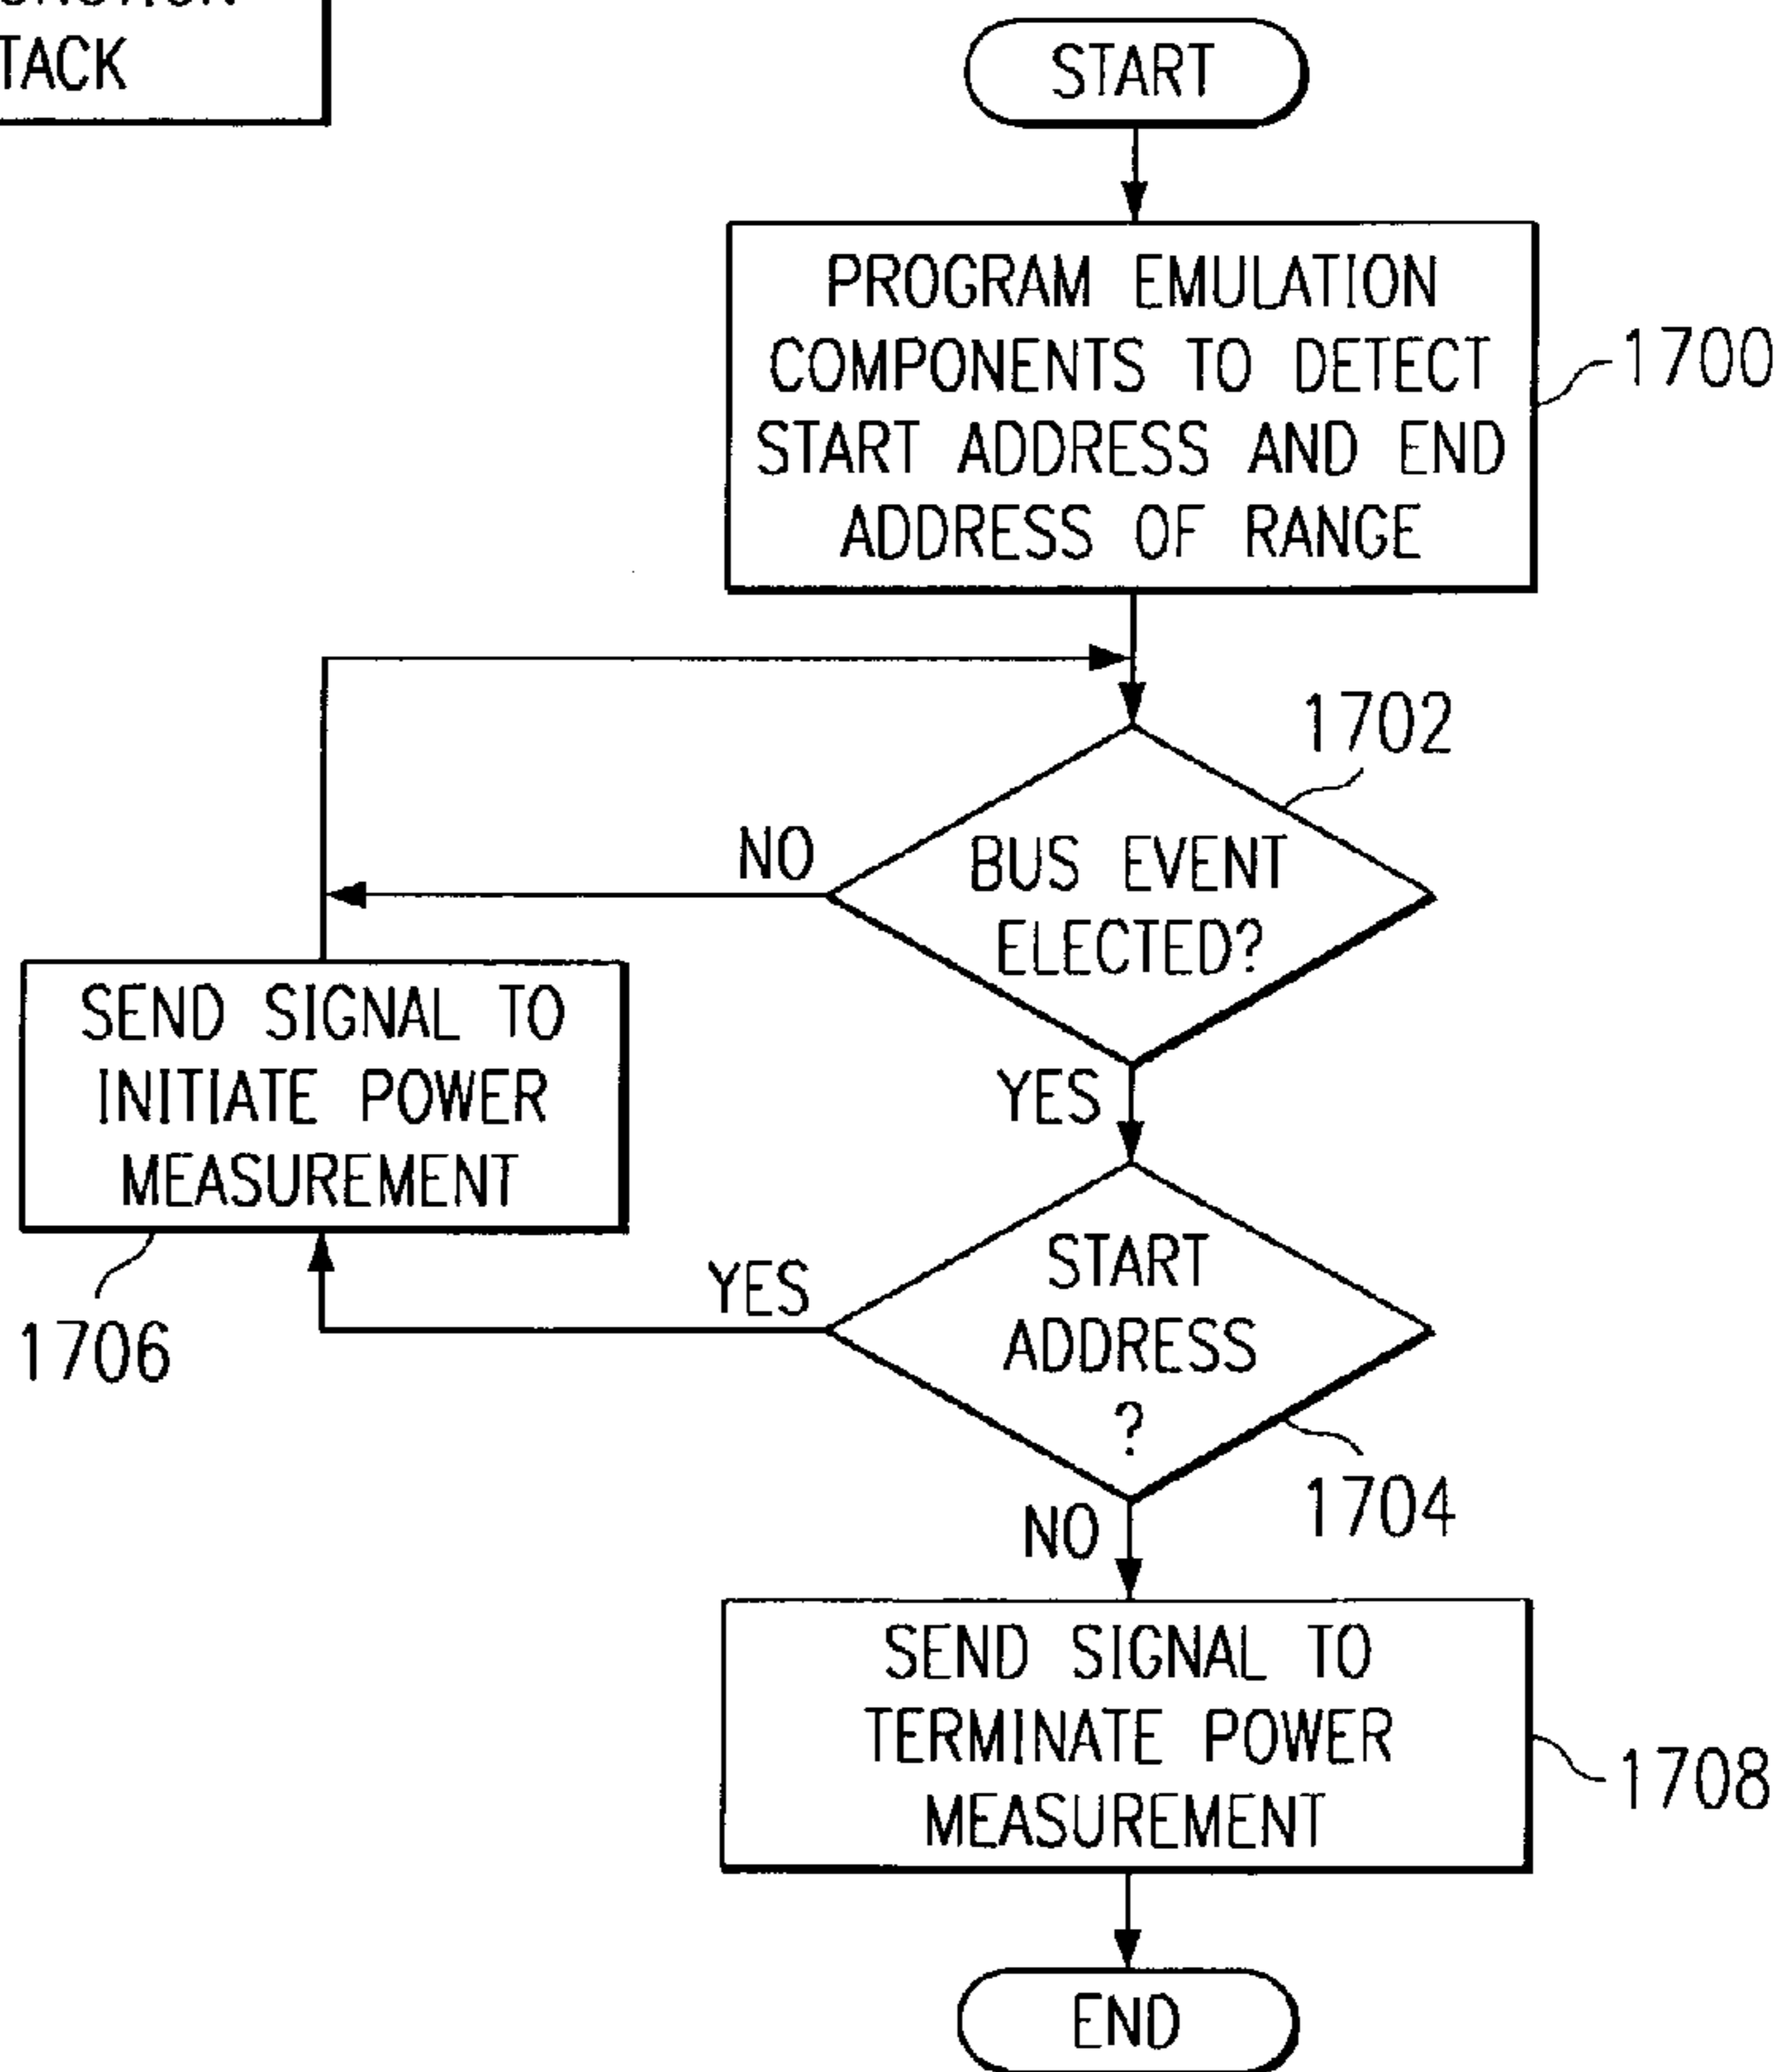 TACK
START
PROGRAM EMULATION
COMPONENTS TO DETECT
START ADDRESS AND END
ADDRESS OF RANGE
1700
1702
NO
BUS EVENT
ELECTED?
SEND SIGNAL TO
INITIATE POWER
MEASUREMENT
YES
1706
YES
START
ADDRESS
?
1704
NO
SEND SIGNAL TO
TERMINATE POWER
MEASUREMENT
1708
END